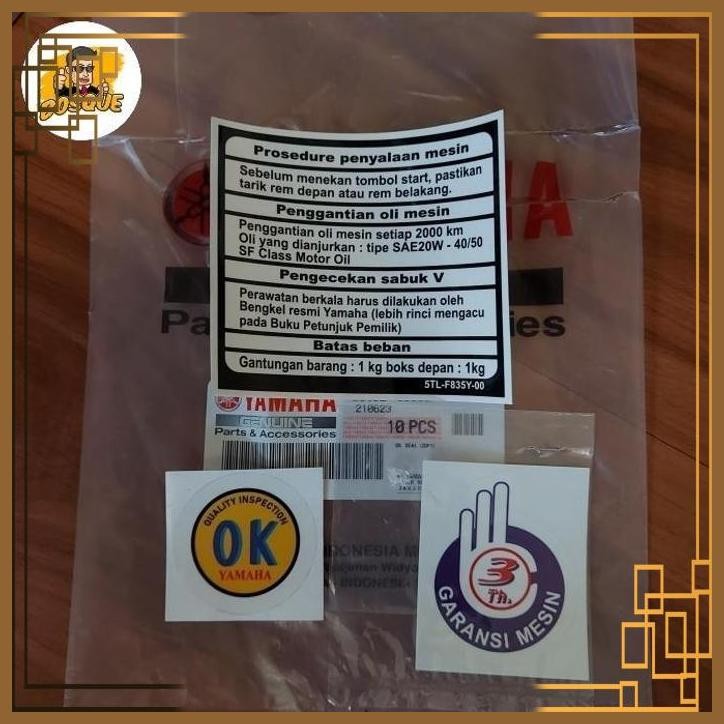 GOSQUE
Prosedure penyalaan mesin
Sebelum menekan tombol start, pastikan
tarik rem depan atau rem belakang.
Penggantian oli mesin
Penggantian oli mesin setiap 2000 km
Oli yang dianjurkan : tipe SAE20W - 40/50
SF Class Motor Oil
Pengecekan sabuk V
Perawatan berkala harus dilakukan oleh
Bengkel resmi Yamaha (lebih rinci mengacu
pada Buku Petunjuk Pemilik)
Batas beban
Gantungan barang : 1 kg boks depan : 1kg
5TL-F835Y-00
YAMAHA
GENUINE
Parts & Accessories
210623
10 PCS
QUALITY INSPECTION
OK
YAMAHA
3
Th.
GARANSI MESIN